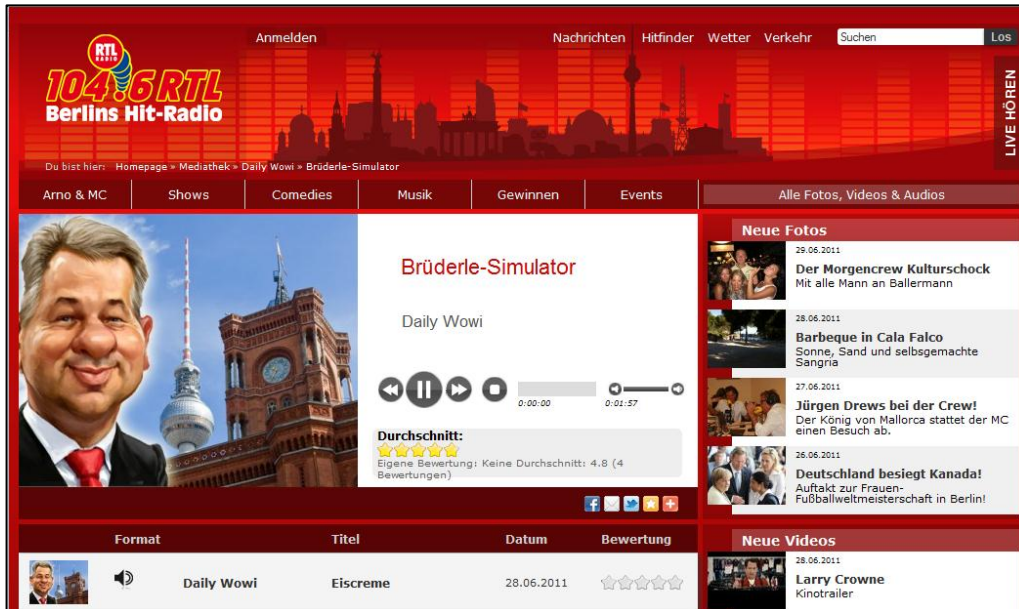 RTL
RADIO
104.6 RTL
Berlins Hit-Radio
Anmelden
Nachrichten Hitfinder Wetter Verkehr
Suchen
Los
LIVE HÖREN
Du bist hier: Homepage » Mediathek » Daily Wowi » Brüderle-Simulator
Arno & MC Shows Comedies Musik Gewinnen Events
Alle Fotos, Videos & Audios
Brüderle-Simulator
Daily Wowi
0:00:00 0:01:57
Durchschnitt:
Eigene Bewertung: Keine Durchschnitt: 4.8 (4
Bewertungen)
Format Titel Datum Bewertung
Daily Wowi Eiscreme 28.06.2011
Neue Fotos
29.06.2011
Der Morgencrew Kulturschock
Mit alle Mann an Ballermann
28.06.2011
Barbeque in Cala Falco
Sonne, Sand und selbsgemachte
Sangria
27.06.2011
Jürgen Drews bei der Crew!
Der König von Mallorca stattet der MC
einen Besuch ab.
26.06.2011
Deutschland besiegt Kanada!
Auftakt zur Frauen-
Fußballweltmeisterschaft in Berlin!
Neue Videos
28.06.2011
Larry Crowne
Kinotrailer